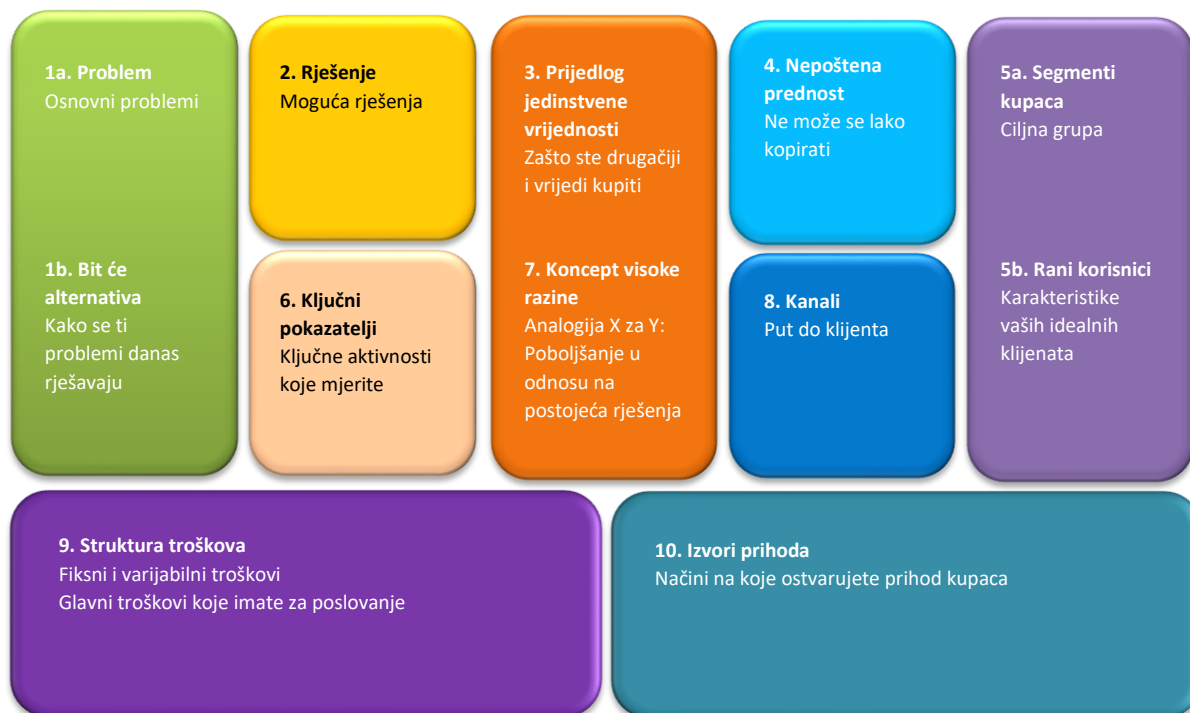 1a. Problem
Osnovni problemi
1b. Bit će
alternativa
Kako se ti
problemi danas
rješavaju
2. Rješenje
Moguća rješenja
6. Ključni
pokazatelji
Ključne aktivnosti
koje mjerite
3. Prijedlog
jedinstvene
vrijednosti
Zašto ste drugačiji
i vrijedi kupiti
7. Koncept visoke
razine
Analogija X za Y:
Poboljšanje u
odnosu na
postojeća rješenja
4. Nepoštena
prednost
Ne može se lako
kopirati
8. Kanali
Put do klijenta
5a. Segmenti
kupaca
Ciljna grupa
5b. Rani korisnici
Karakteristike
vaših idealnih
klijenata
9. Struktura troškova
Fiksni i varijabilni troškovi
Glavni troškovi koje imate za poslovanje
10. Izvori prihoda
Načini na koje ostvarujete prihod kupaca